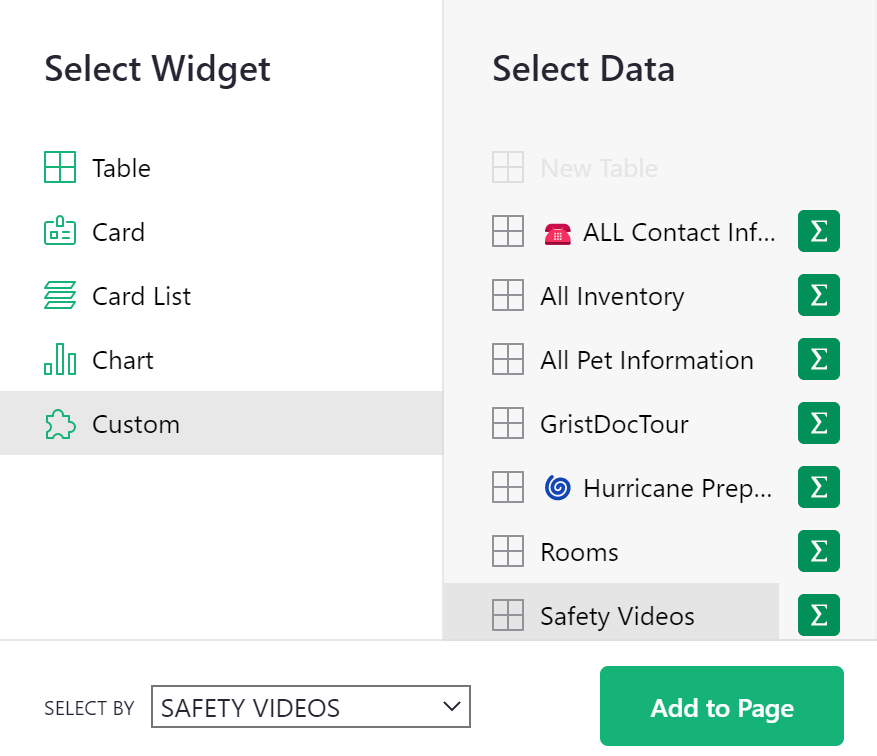 Select Widget
Table
Card
Card List
Chart
Custom
Select Data
New Table
ALL Contact Inf...
Σ
All Inventory
Σ
All Pet Information
Σ
GristDocTour
Σ
Hurricane Prep...
Σ
Rooms
Σ
Safety Videos
Σ
SELECT BY
SAFETY VIDEOS
Add to Page